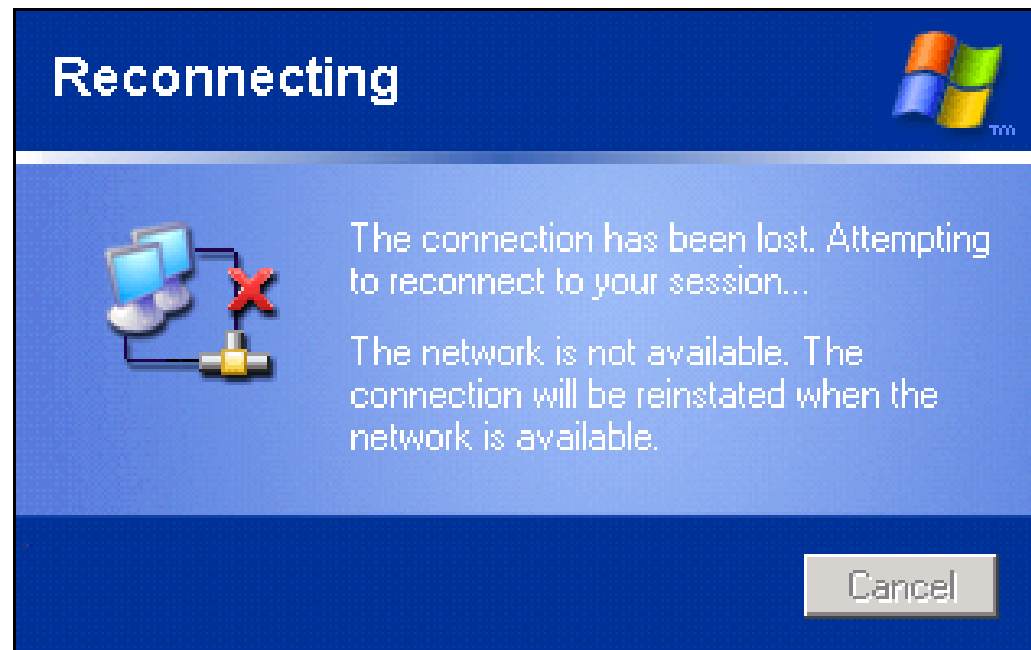 Reconnecting
TM
The connection has been lost. Attempting
to reconnect to your session...
The network is not available. The
connection will be reinstated when the
network is available.
Cancel